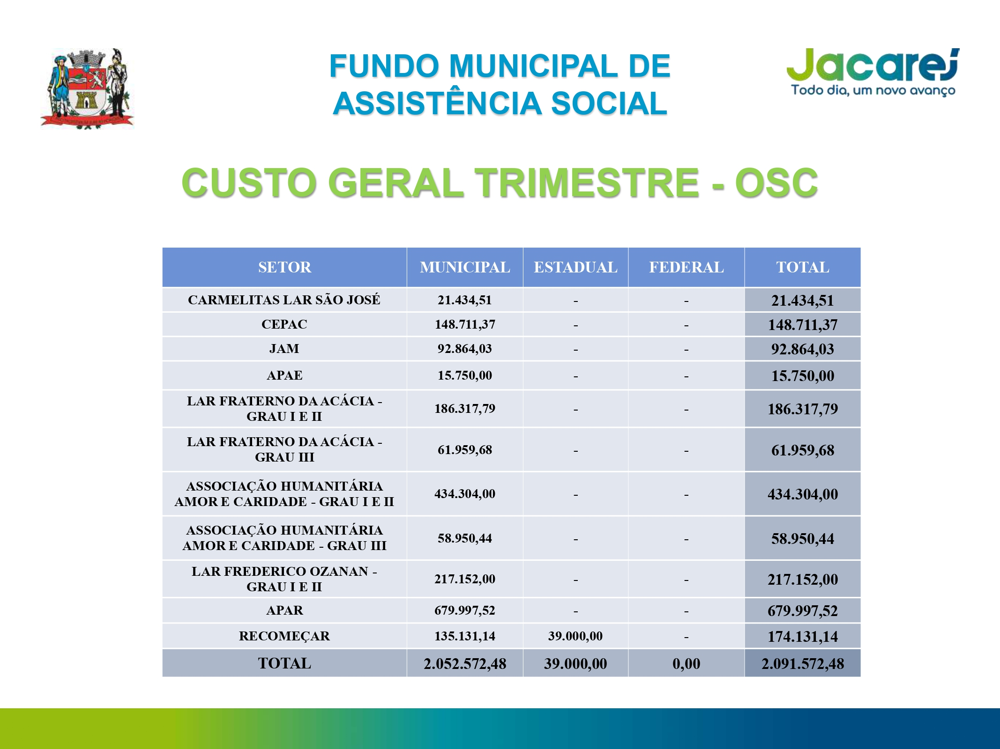 FUNDO MUNICIPAL DE
ASSISTÊNCIA SOCIAL
Jacareí
Todo dia, um novo avanço
CUSTO GERAL TRIMESTRE - OSC
SETOR MUNICIPAL ESTADUAL FEDERAL TOTAL
CARMELITAS LAR SÃO JOSÉ 21.434,51 - - 21.434,51
CEPAC 148.711,37 - - 148.711,37
JAM 92.864,03 - - 92.864,03
APAE 15.750,00 - - 15.750,00
LAR FRATERNO DA ACÁCIA -
GRAU I E II 186.317,79 - - 186.317,79
LAR FRATERNO DA ACÁCIA -
GRAU III 61.959,68 - - 61.959,68
ASSOCIAÇÃO HUMANITÁRIA
AMOR E CARIDADE - GRAU I E II 434.304,00 - - 434.304,00
ASSOCIAÇÃO HUMANITÁRIA
AMOR E CARIDADE - GRAU III 58.950,44 - - 58.950,44
LAR FREDERICO OZANAN -
GRAU I E II 217.152,00 - - 217.152,00
APAR 679.997,52 - - 679.997,52
RECOMEÇAR 135.131,14 39.000,00 - 174.131,14
TOTAL 2.052.572,48 39.000,00 0,00 2.091.572,48